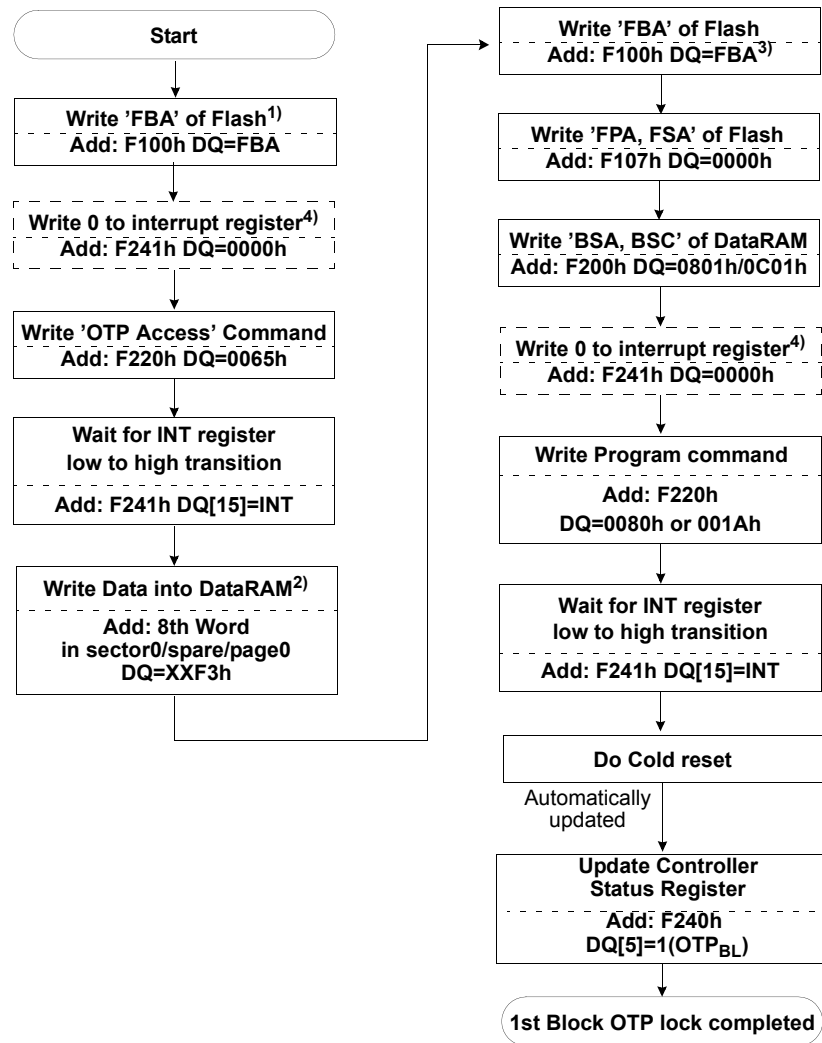 Start
Write ’FBA’ of Flash1)
Add: F100h DQ=FBA
Write 0 to interrupt register4)
Add: F241h DQ=0000h
Write ’OTP Access’ Command
Add: F220h DQ=0065h
Wait for INT register
low to high transition
Add: F241h DQ[15]=INT
Write Data into DataRAM2)
Add: 8th Word
in sector0/spare/page0
DQ=XXF3h
Write ’FBA’ of Flash
Add: F100h DQ=FBA3)
Write ’FPA, FSA’ of Flash
Add: F107h DQ=0000h
Write ’BSA, BSC’ of DataRAM
Add: F200h DQ=0801h/0C01h
Write 0 to interrupt register4)
Add: F241h DQ=0000h
Write Program command
Add: F220h
DQ=0080h or 001Ah
Wait for INT register
low to high transition
Add: F241h DQ[15]=INT
Do Cold reset
Automatically
updated
Update Controller
Status Register
Add: F240h
DQ[5]=1(OTPBL)
1st Block OTP lock completed